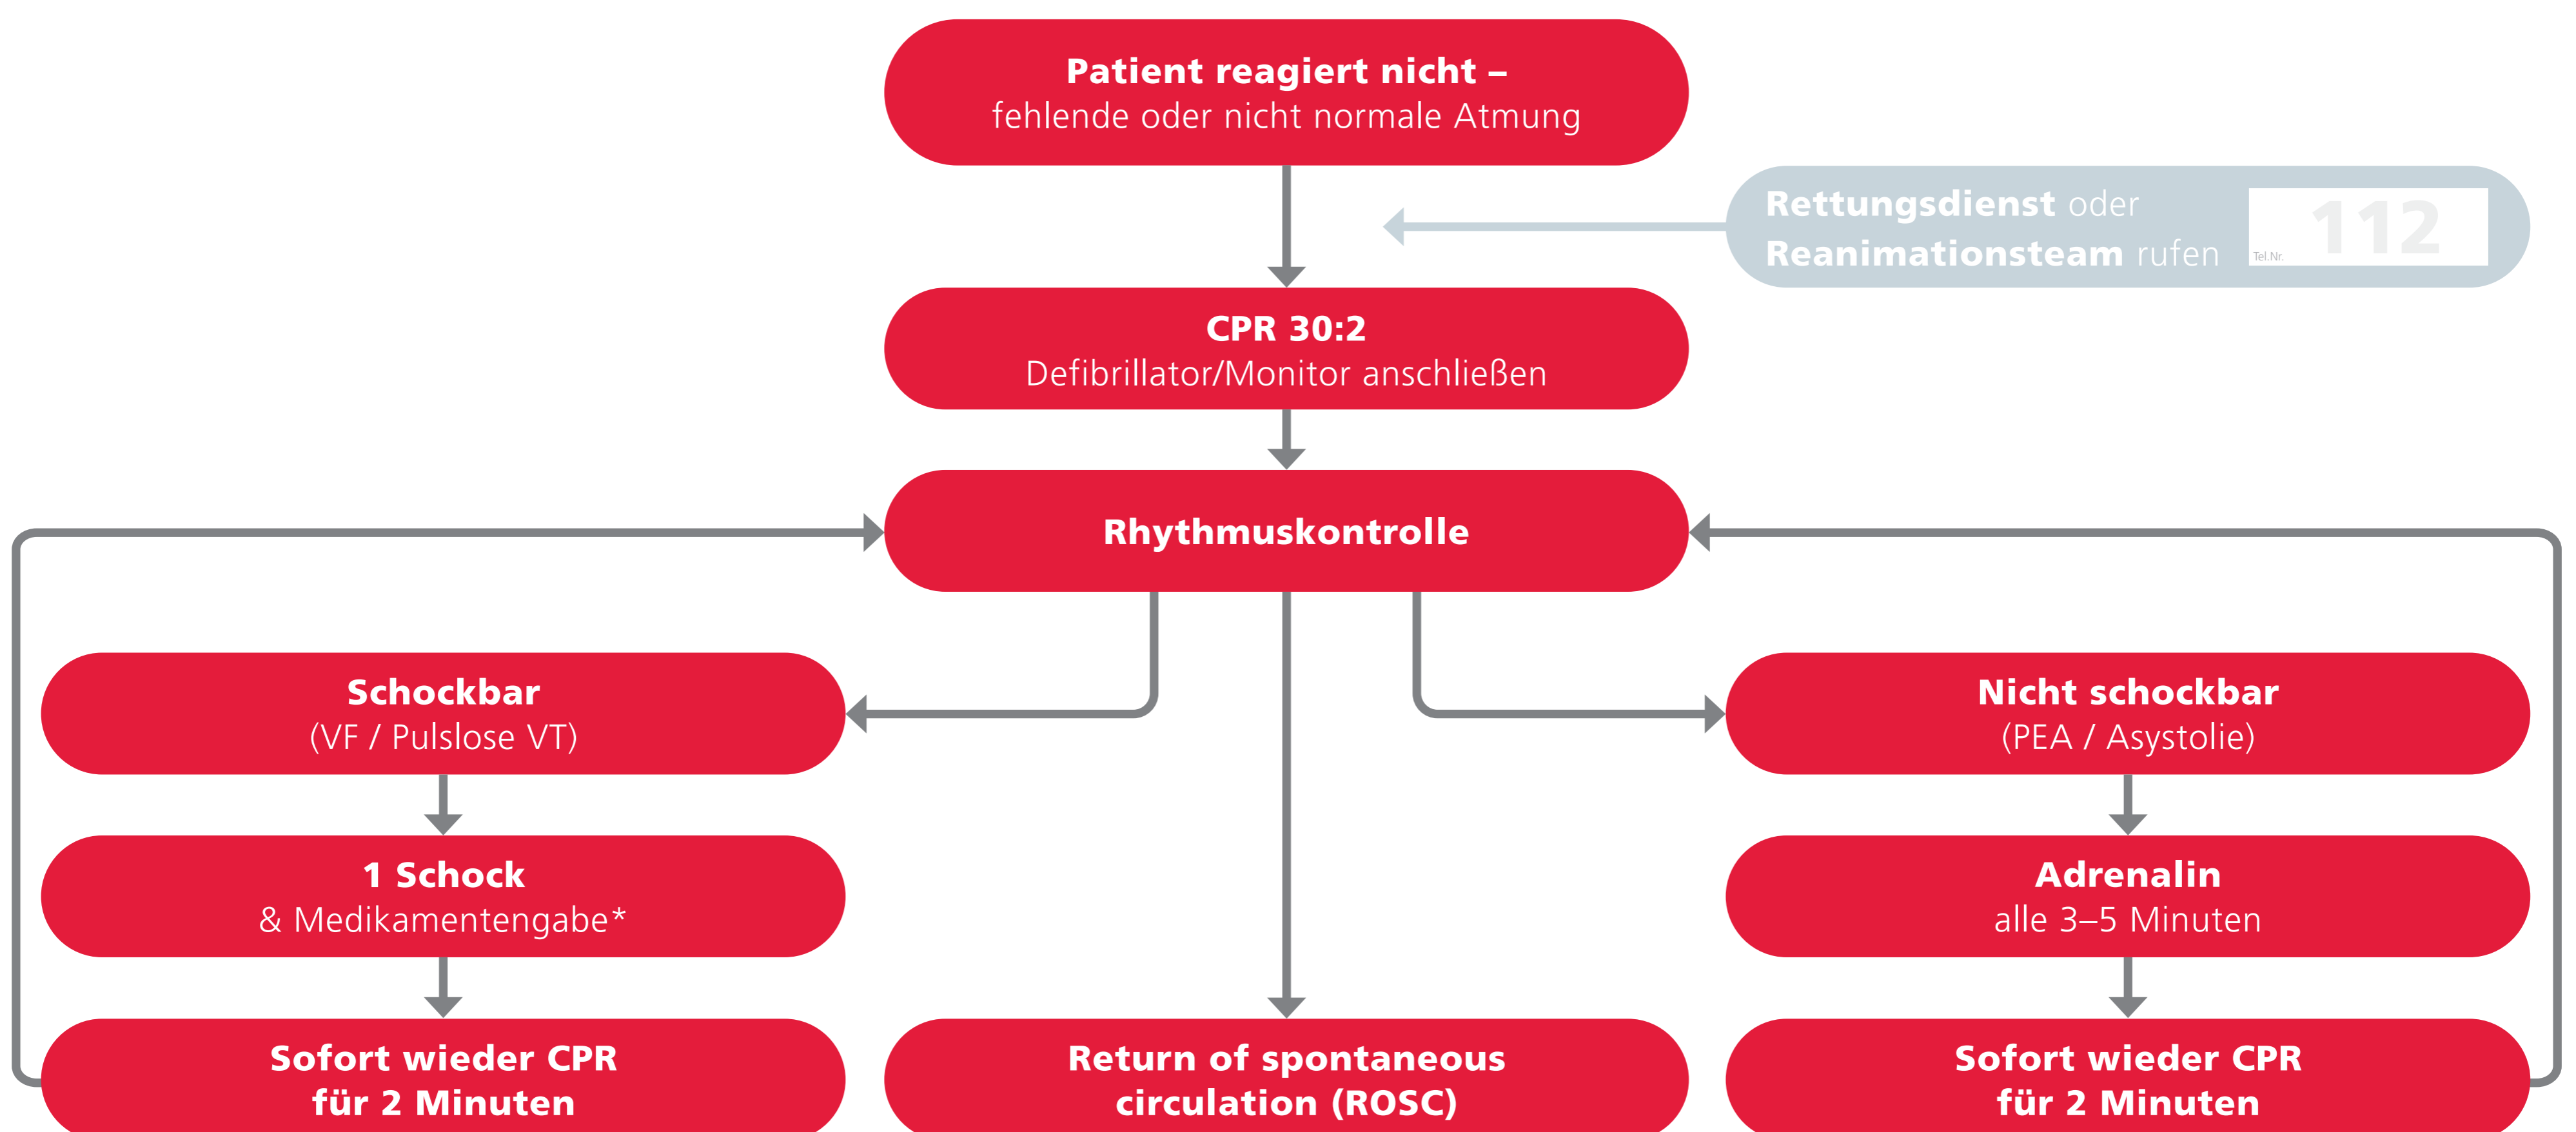 Patient reagiert nicht –
fehlende oder nicht normale Atmung
Rettungsdienst oder
Reanimationsteam rufen
Tel.Nr. 112
CPR 30:2
Defibrillator/Monitor anschließen
Rhythmuskontrolle
Schockbar
(VF / Pulslose VT)
Nicht schockbar
(PEA / Asystolie)
1 Schock
& Medikamentengabe*
Adrenalin
alle 3–5 Minuten
Sofort wieder CPR
für 2 Minuten
Return of spontaneous
circulation (ROSC)
Sofort wieder CPR
für 2 Minuten